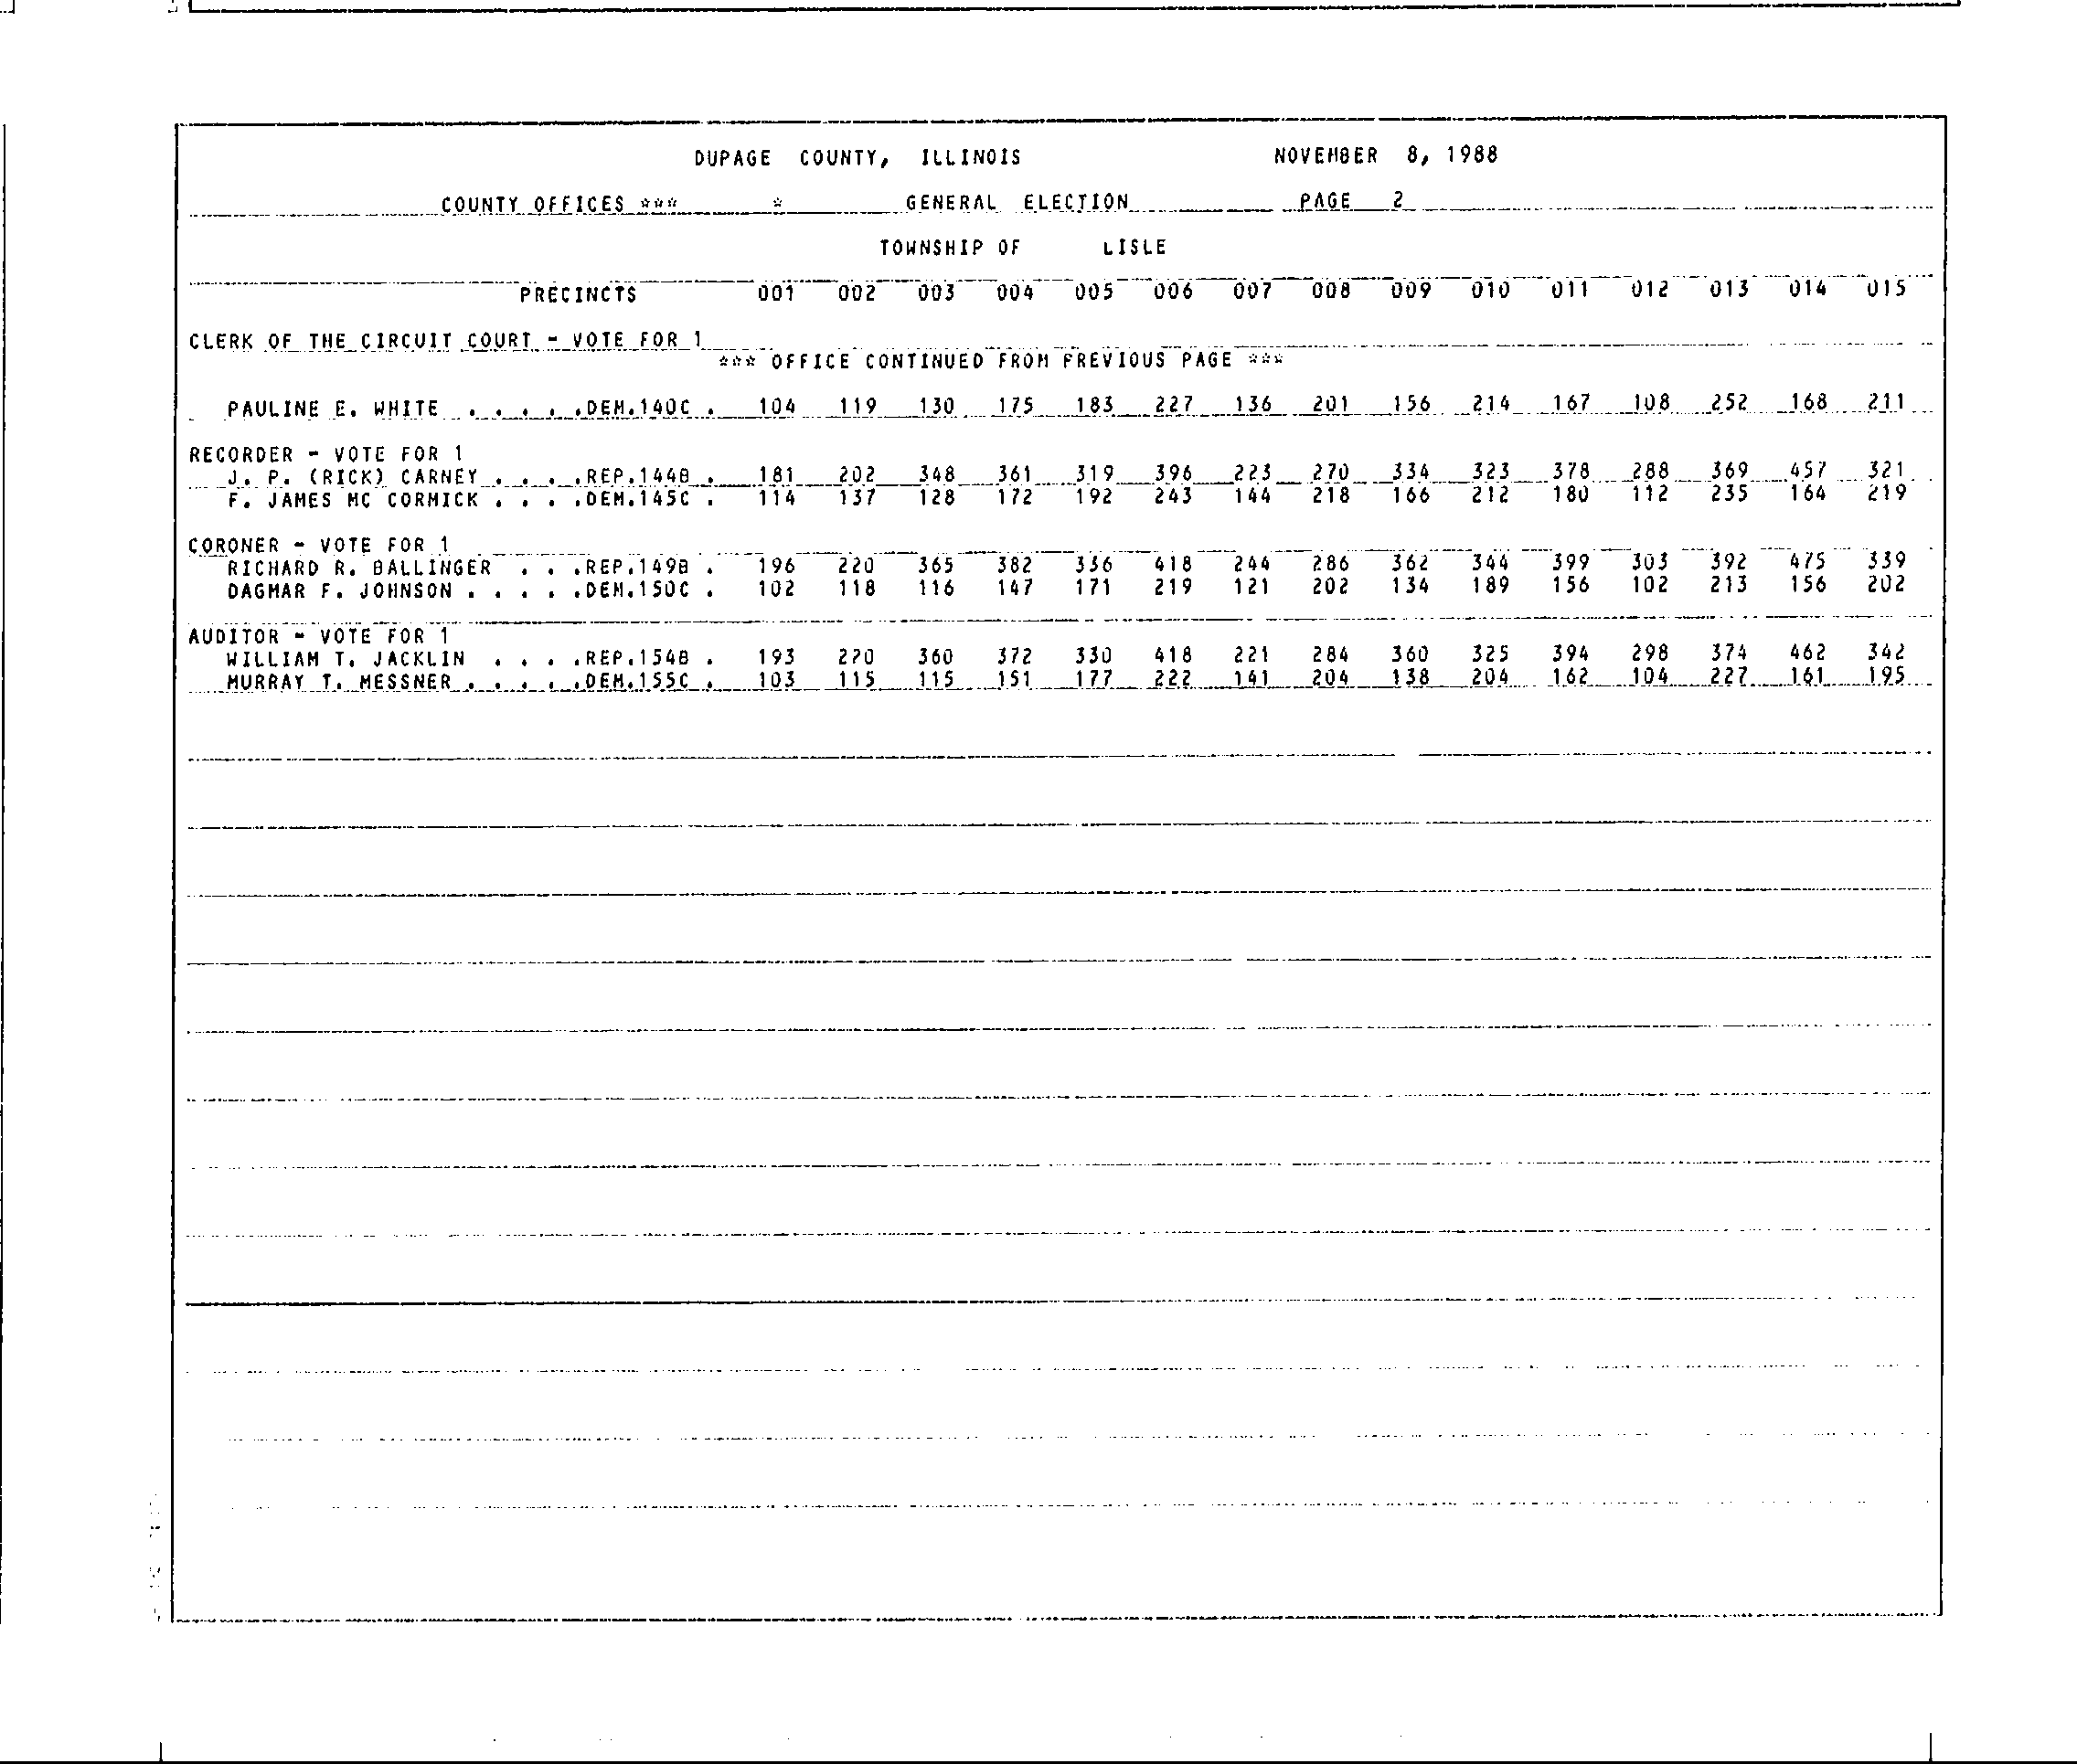 DUPAGE COUNTY, ILLINOIS NOVEMBER 8, 1988
COUNTY OFFICES *** * GENERAL ELECTION PAGE 2
TOWNSHIP OF LISLE
PRECINCTS 001 002 003 004 005 006 007 008 009 010 011 012 013 014 015
CLERK OF THE CIRCUIT COURT - VOTE FOR 1
*** OFFICE CONTINUED FROM PREVIOUS PAGE ***
PAULINE E. WHITE . . . . .DEM.140C . 104 119 130 175 183 227 136 201 156 214 167 108 252 168 211
RECORDER - VOTE FOR 1
J. P. (RICK) CARNEY . . . .REP.144B . 181 202 348 361 319 396 223 270 334 323 378 288 369 457 321
F. JAMES MC CORMICK . . . .DEM.145C . 114 137 128 172 192 243 144 218 166 212 180 112 235 164 219
CORONER - VOTE FOR 1
RICHARD R. BALLINGER . . .REP.149B . 196 220 365 382 336 418 244 286 362 344 399 303 392 475 339
DAGMAR F. JOHNSON . . . . .DEM.150C . 102 118 116 147 171 219 121 202 134 189 156 102 213 156 202
AUDITOR - VOTE FOR 1
WILLIAM T. JACKLIN . . . .REP.154B . 193 220 360 372 330 418 221 284 360 325 394 298 374 462 342
MURRAY T. MESSNER . . . . .DEM.155C . 103 115 115 151 177 222 141 204 138 204 162 104 227 161 195